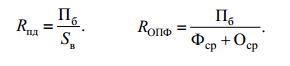 Rпд = Пб / Sв.    RОПФ = Пб / (Фср + Оср).